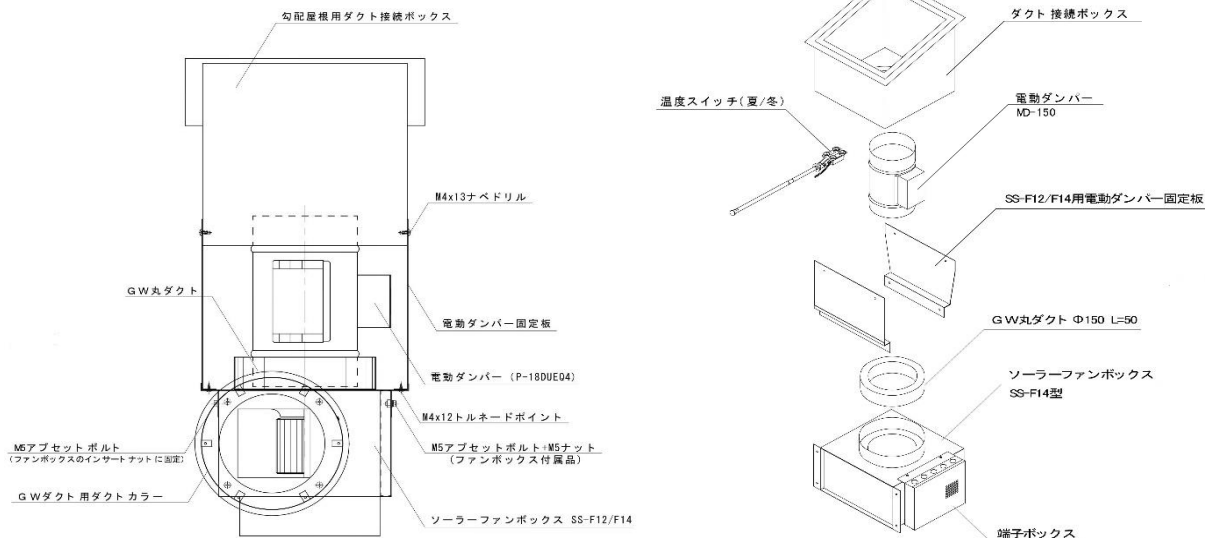 勾配屋根用ダクト接続ボックス
M4x13ナベドリル
GW丸ダクト
電動ダンパー固定板
電動ダンパー (P-18DUEQ4)
M4x12トルネードポイント
M5アプセットボルト
(ファンボックスのインサートナットに固定)
M5アプセットボルト+M5ナット
(ファンボックス付属品)
GWダクト用ダクトカラー
ソーラーファンボックス SS-F12/F14
ダクト接続ボックス
温度スイッチ(夏/冬)
電動ダンパー
MD-150
SS-F12/F14用電動ダンパー固定板
GW丸ダクト Φ150 L=50
ソーラーファンボックス
SS-F14型
端子ボックス